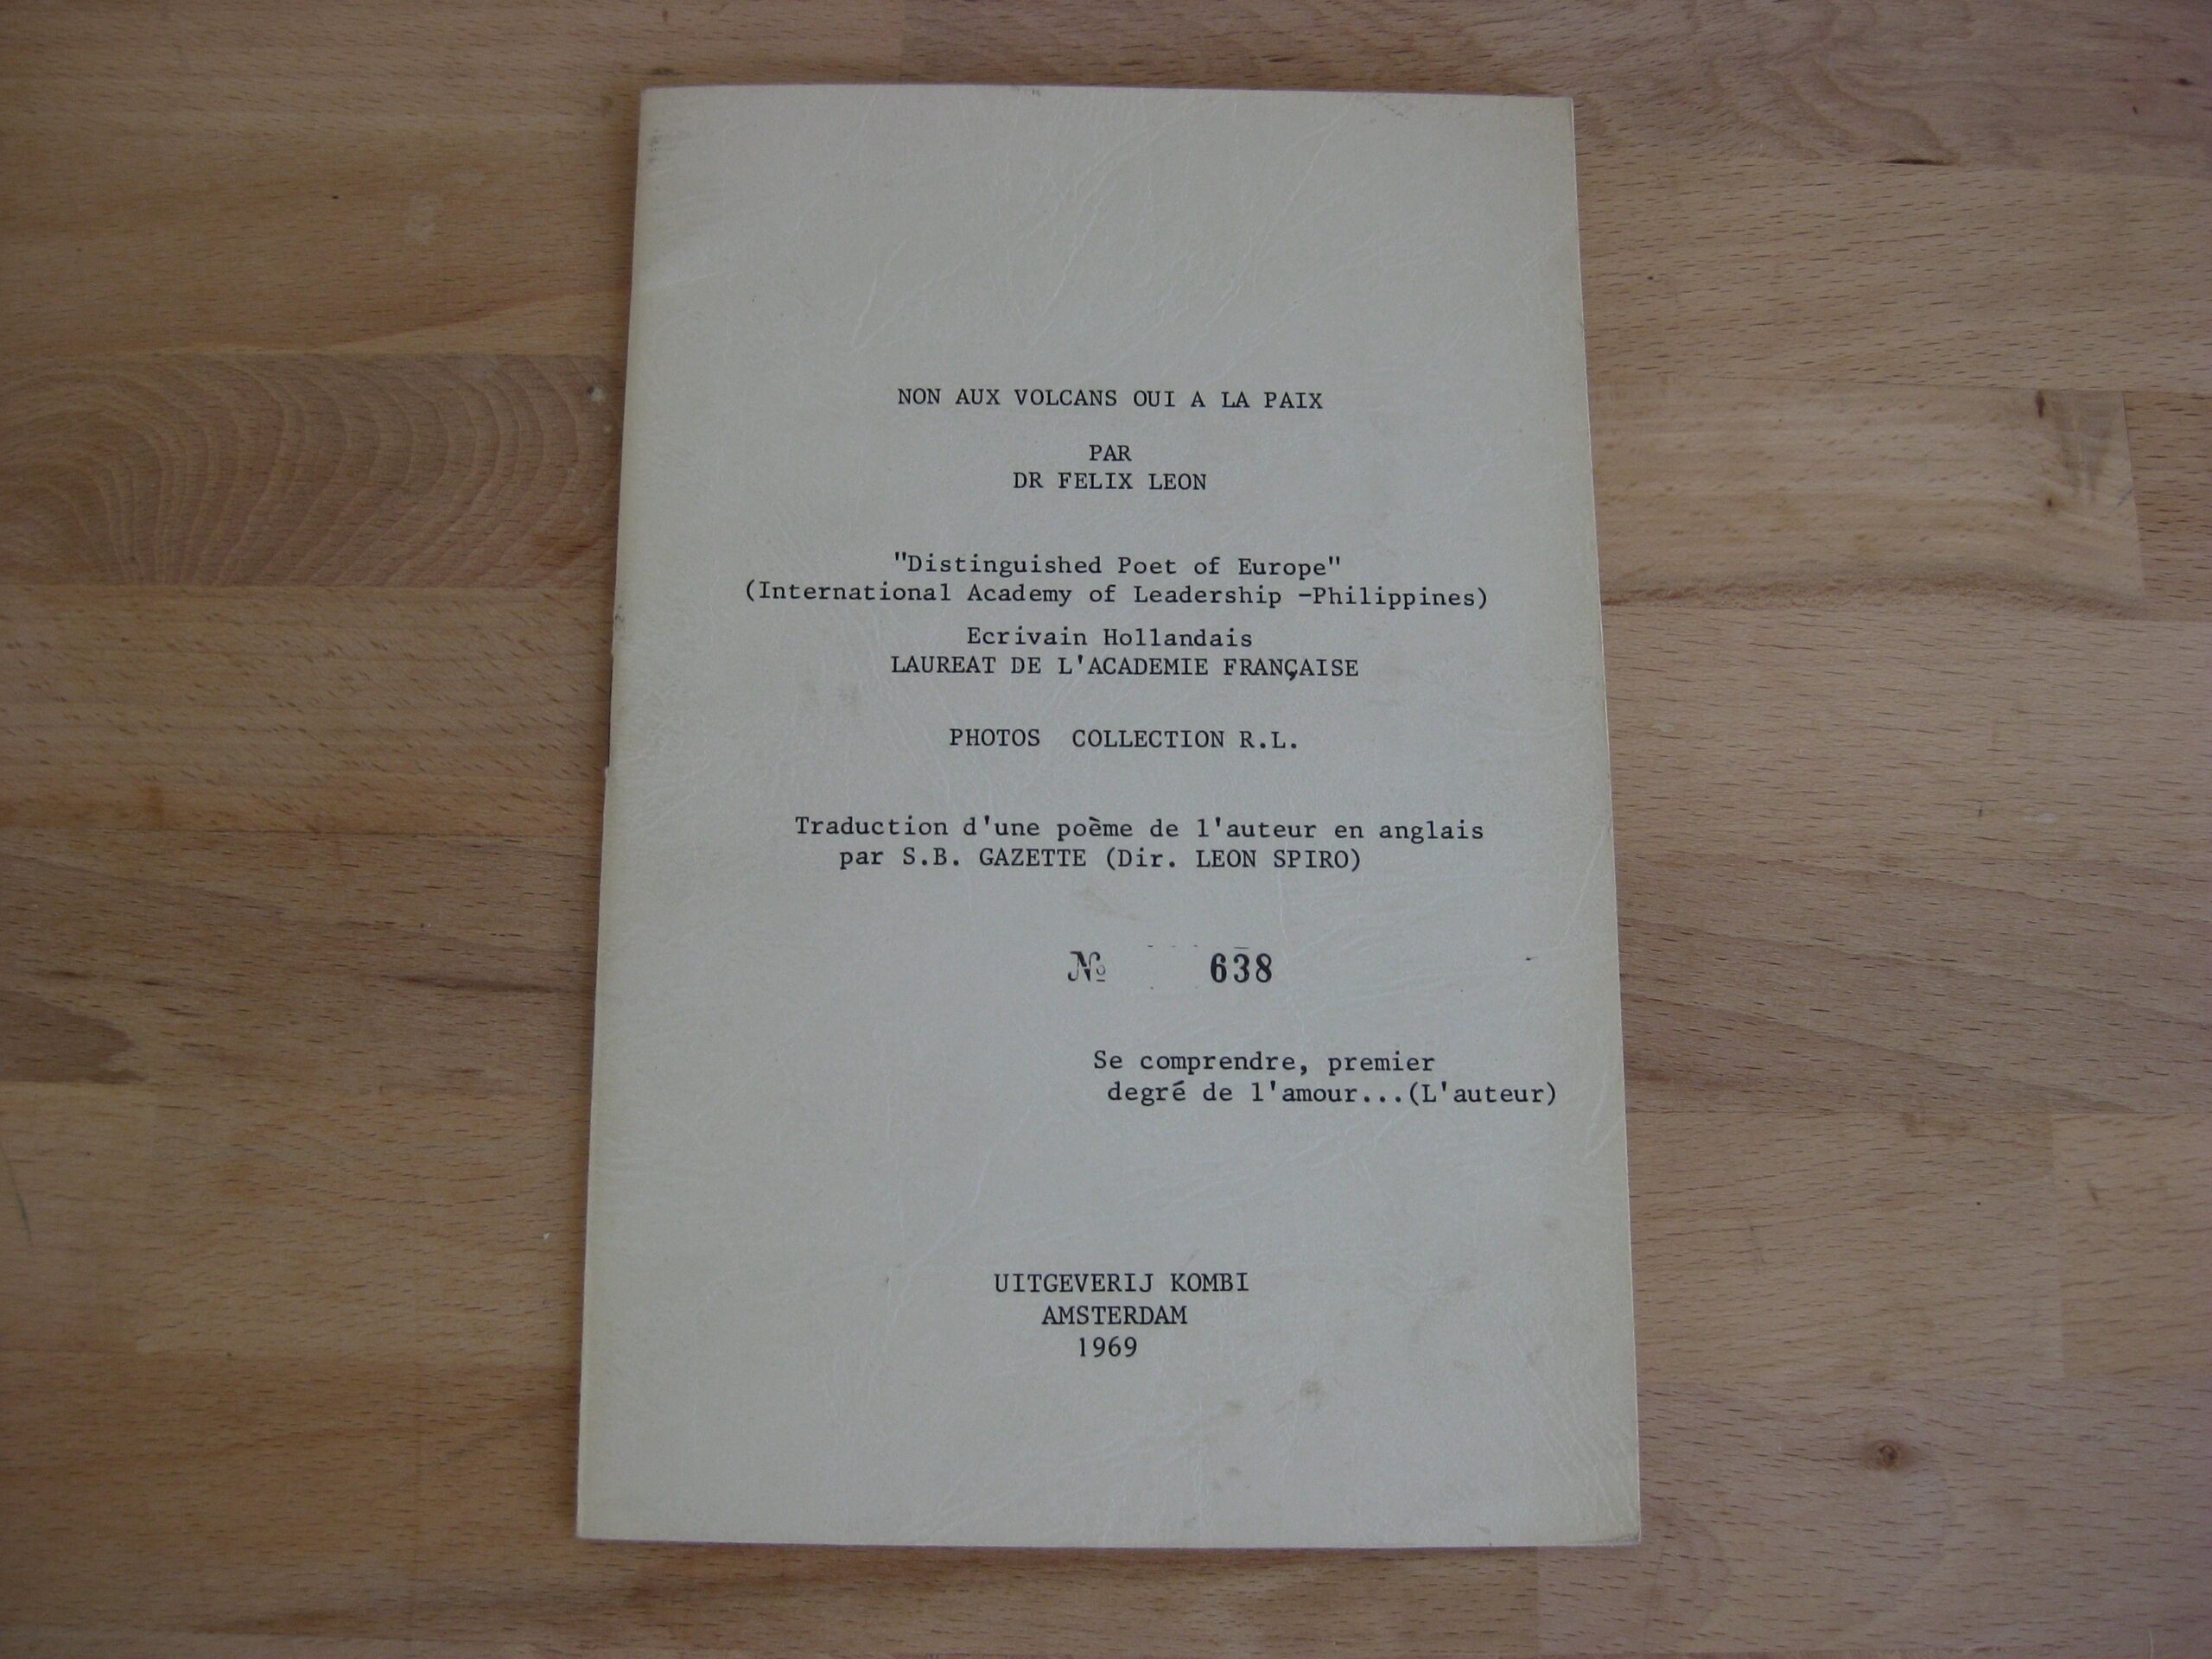 NON AUX VOLCANS OUI A LA PAIX
PAR
DR FELIX LEON
"Distinguished Poet of Europe"
(International Academy of Leadership -Philippines)
Ecrivain Hollandais
LAUREAT DE L'ACADEMIE FRANÇAISE
PHOTOS COLLECTION R.L.
Traduction d'une poème de l'auteur en anglais
par S.B. GAZETTE (Dir. LEON SPIRO)
№ 638
Se comprendre, premier
degré de l'amour...(L'auteur)
UITGEVERIJ KOMBI
AMSTERDAM
1969